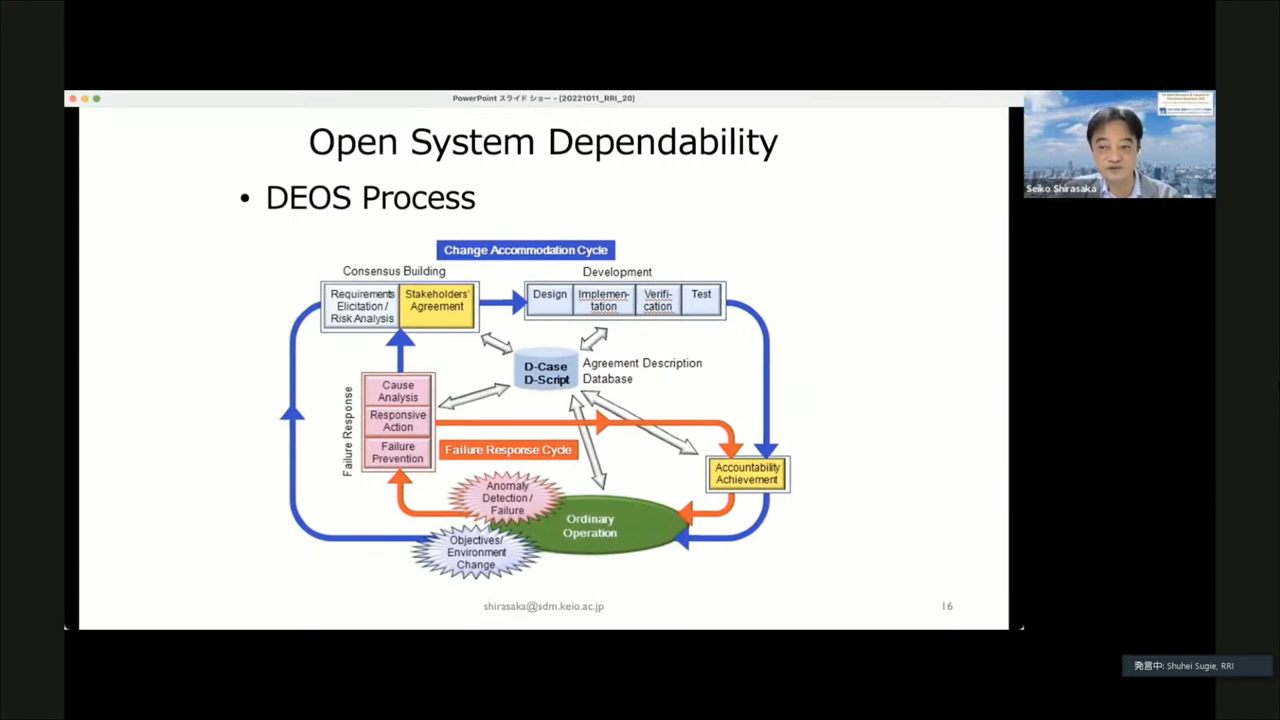 PowerPoint スライド ショー - [20221011_RRI_20]
Open System Dependability
• DEOS Process
Change Accommodation Cycle
Consensus Building
Development
Requirements
Elicitation /
Risk Analysis
Stakeholders'
Agreement
Design
Implemen-
tation
Verifi-
cation
Test
D-Case
D-Script
Agreement Description
Database
Failure Response
Cause
Analysis
Responsive
Action
Failure
Prevention
Failure Response Cycle
Accountability
Achievement
Anomaly
Detection /
Failure
Ordinary
Operation
Objectives/
Environment
Change
shirasaka@sdm.keio.ac.jp
16
Seiko Shirasaka
発言中: Shuhei Sugie, RRI